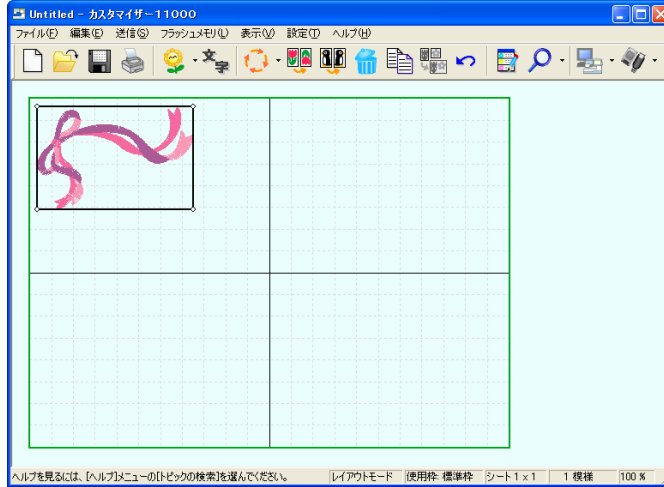 Untitled - カスタマイザー11000
ファイル(F) 編集(E) 送信(S) フラッシュメモリ(L) 表示(V) 設定(T) ヘルプ(H)
文字
ヘルプを見るには、[ヘルプ]メニューの[トピックの検索]を選んでください。 レイアウトモード 使用枠: 標準枠 シート1 x 1 1 模様 100 %